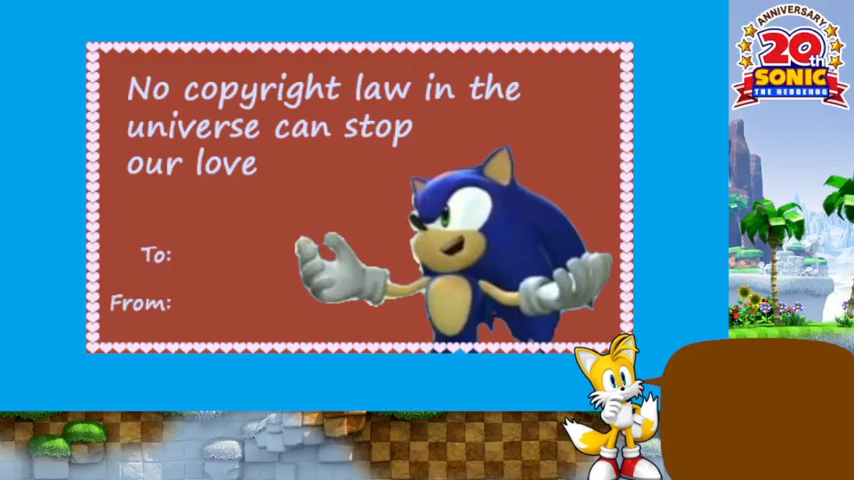 No copyright law in the
universe can stop
our love
To:
From:
ANNIVERSARY
20th
SONIC
THE HEDGEHOG